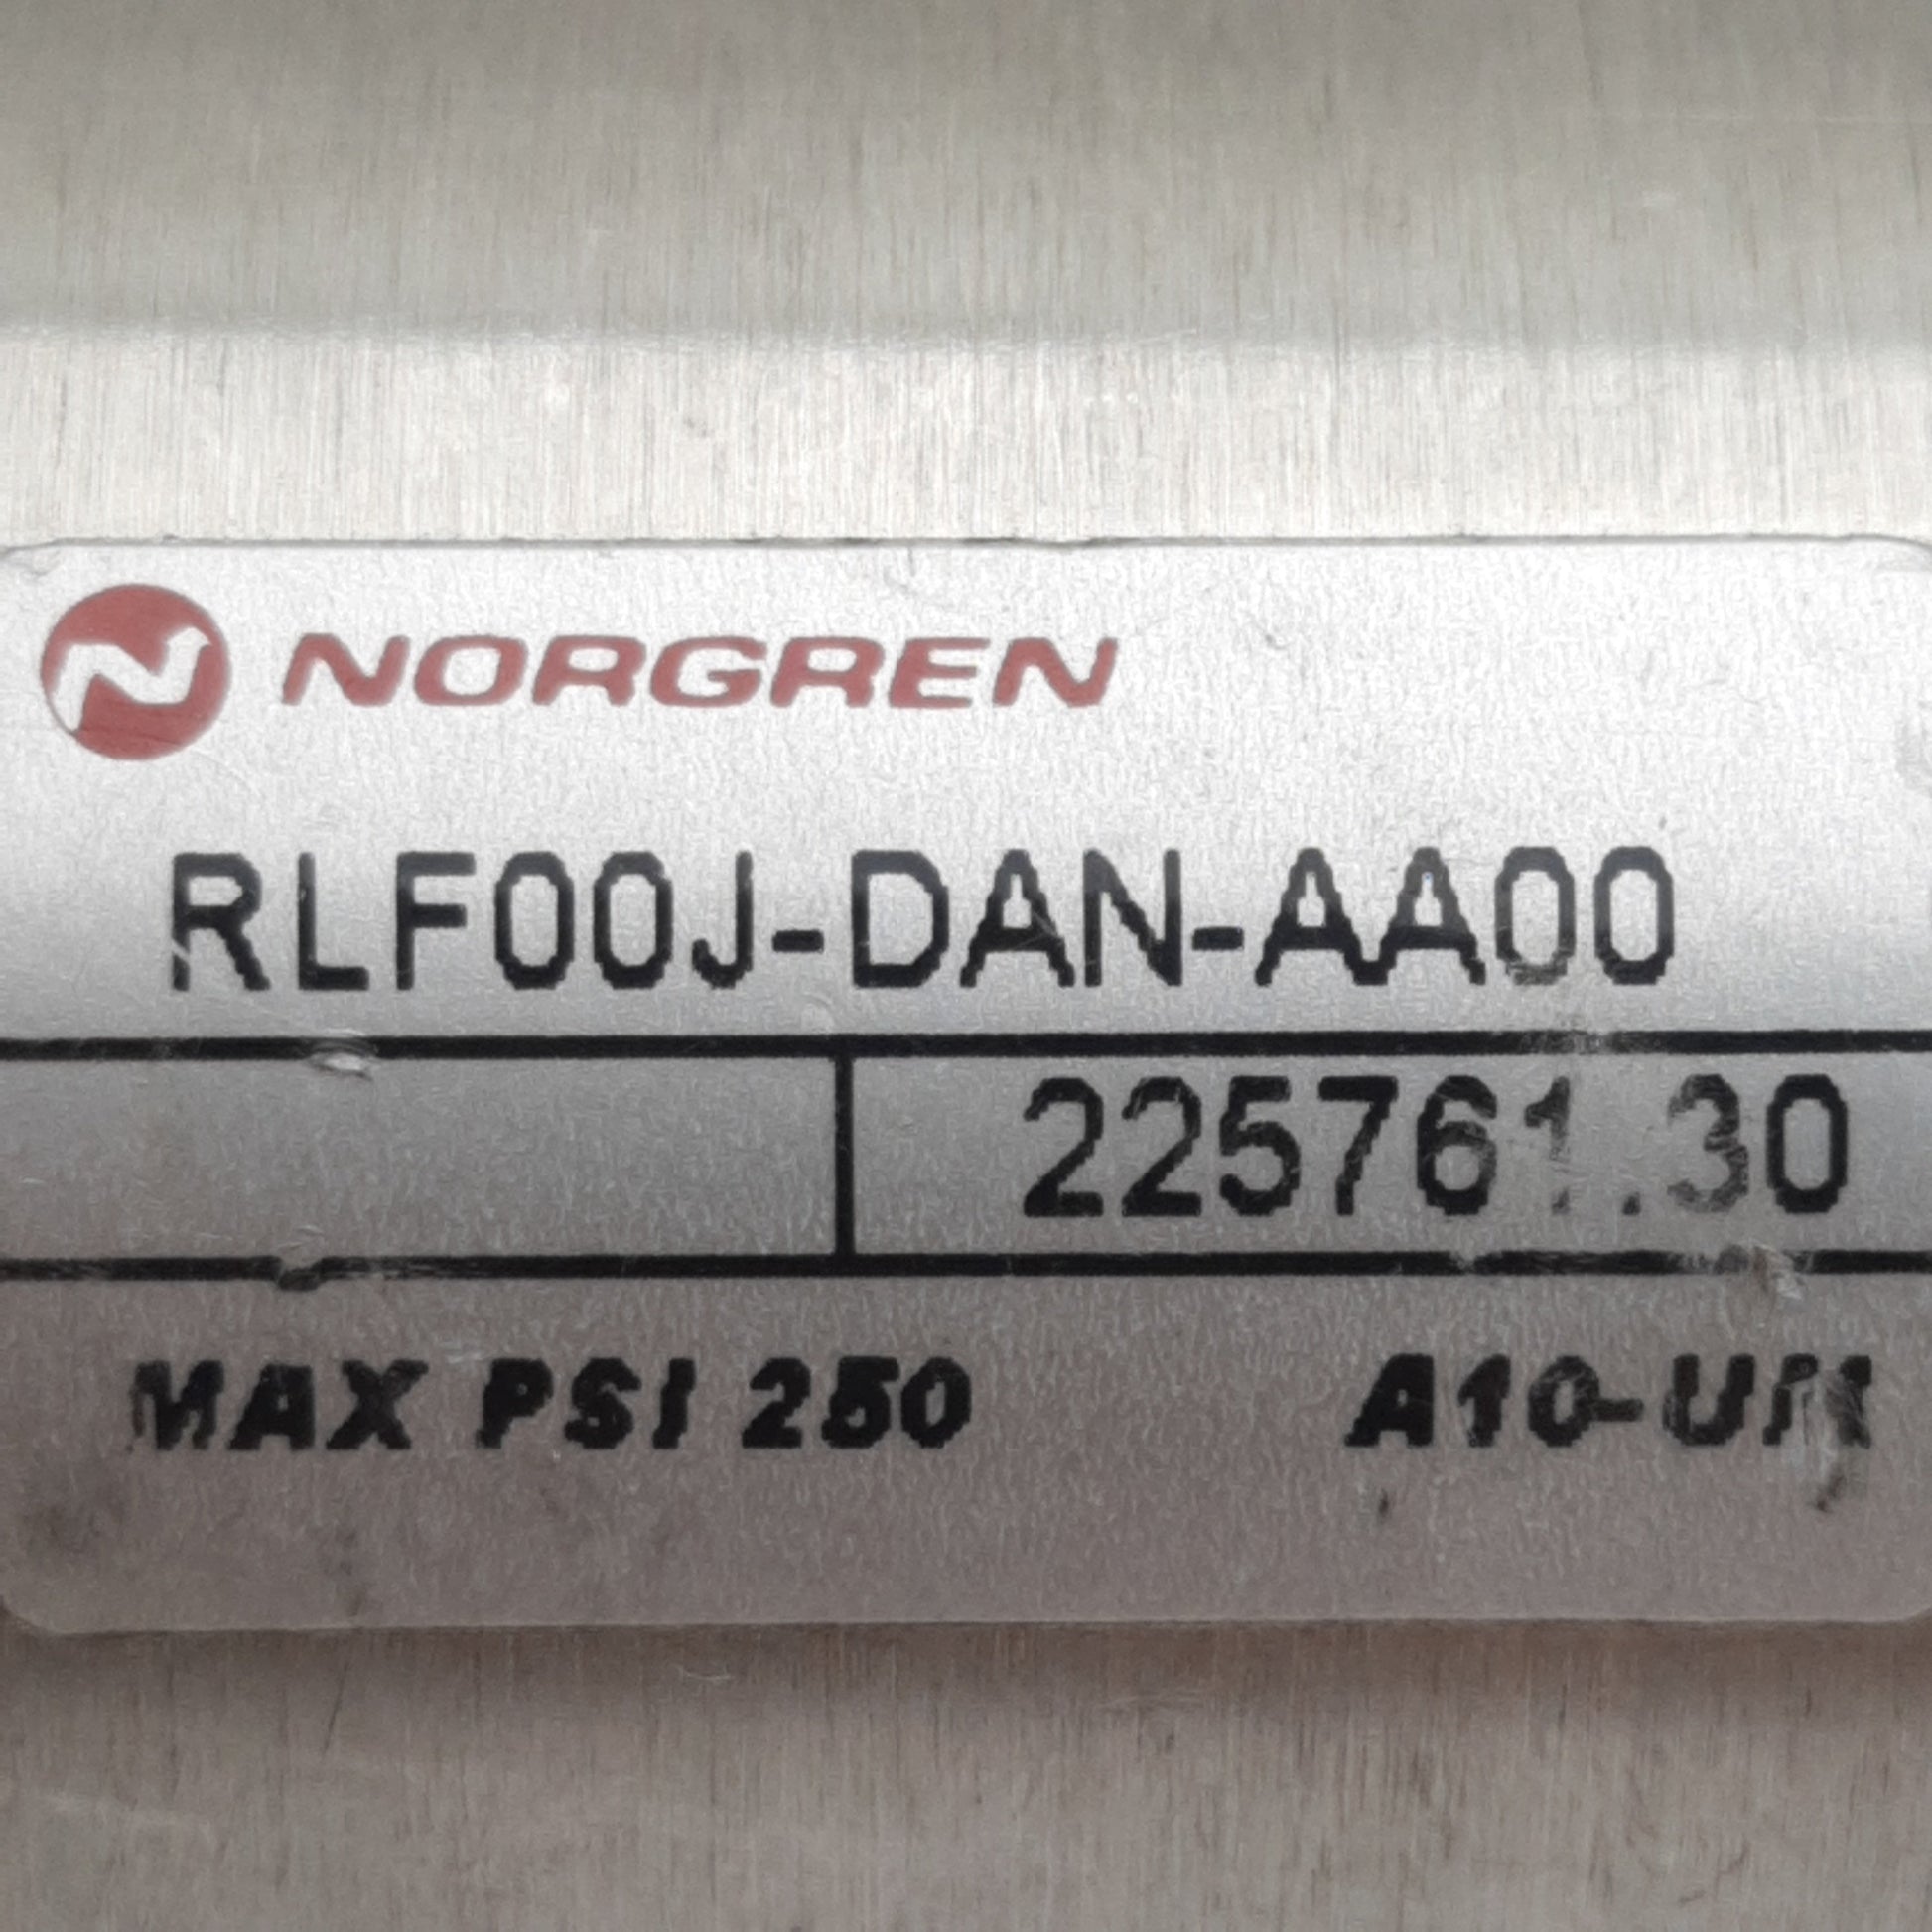 NORGREN
RLF00J-DAN-AA00
225761.30
MAX PSI 250